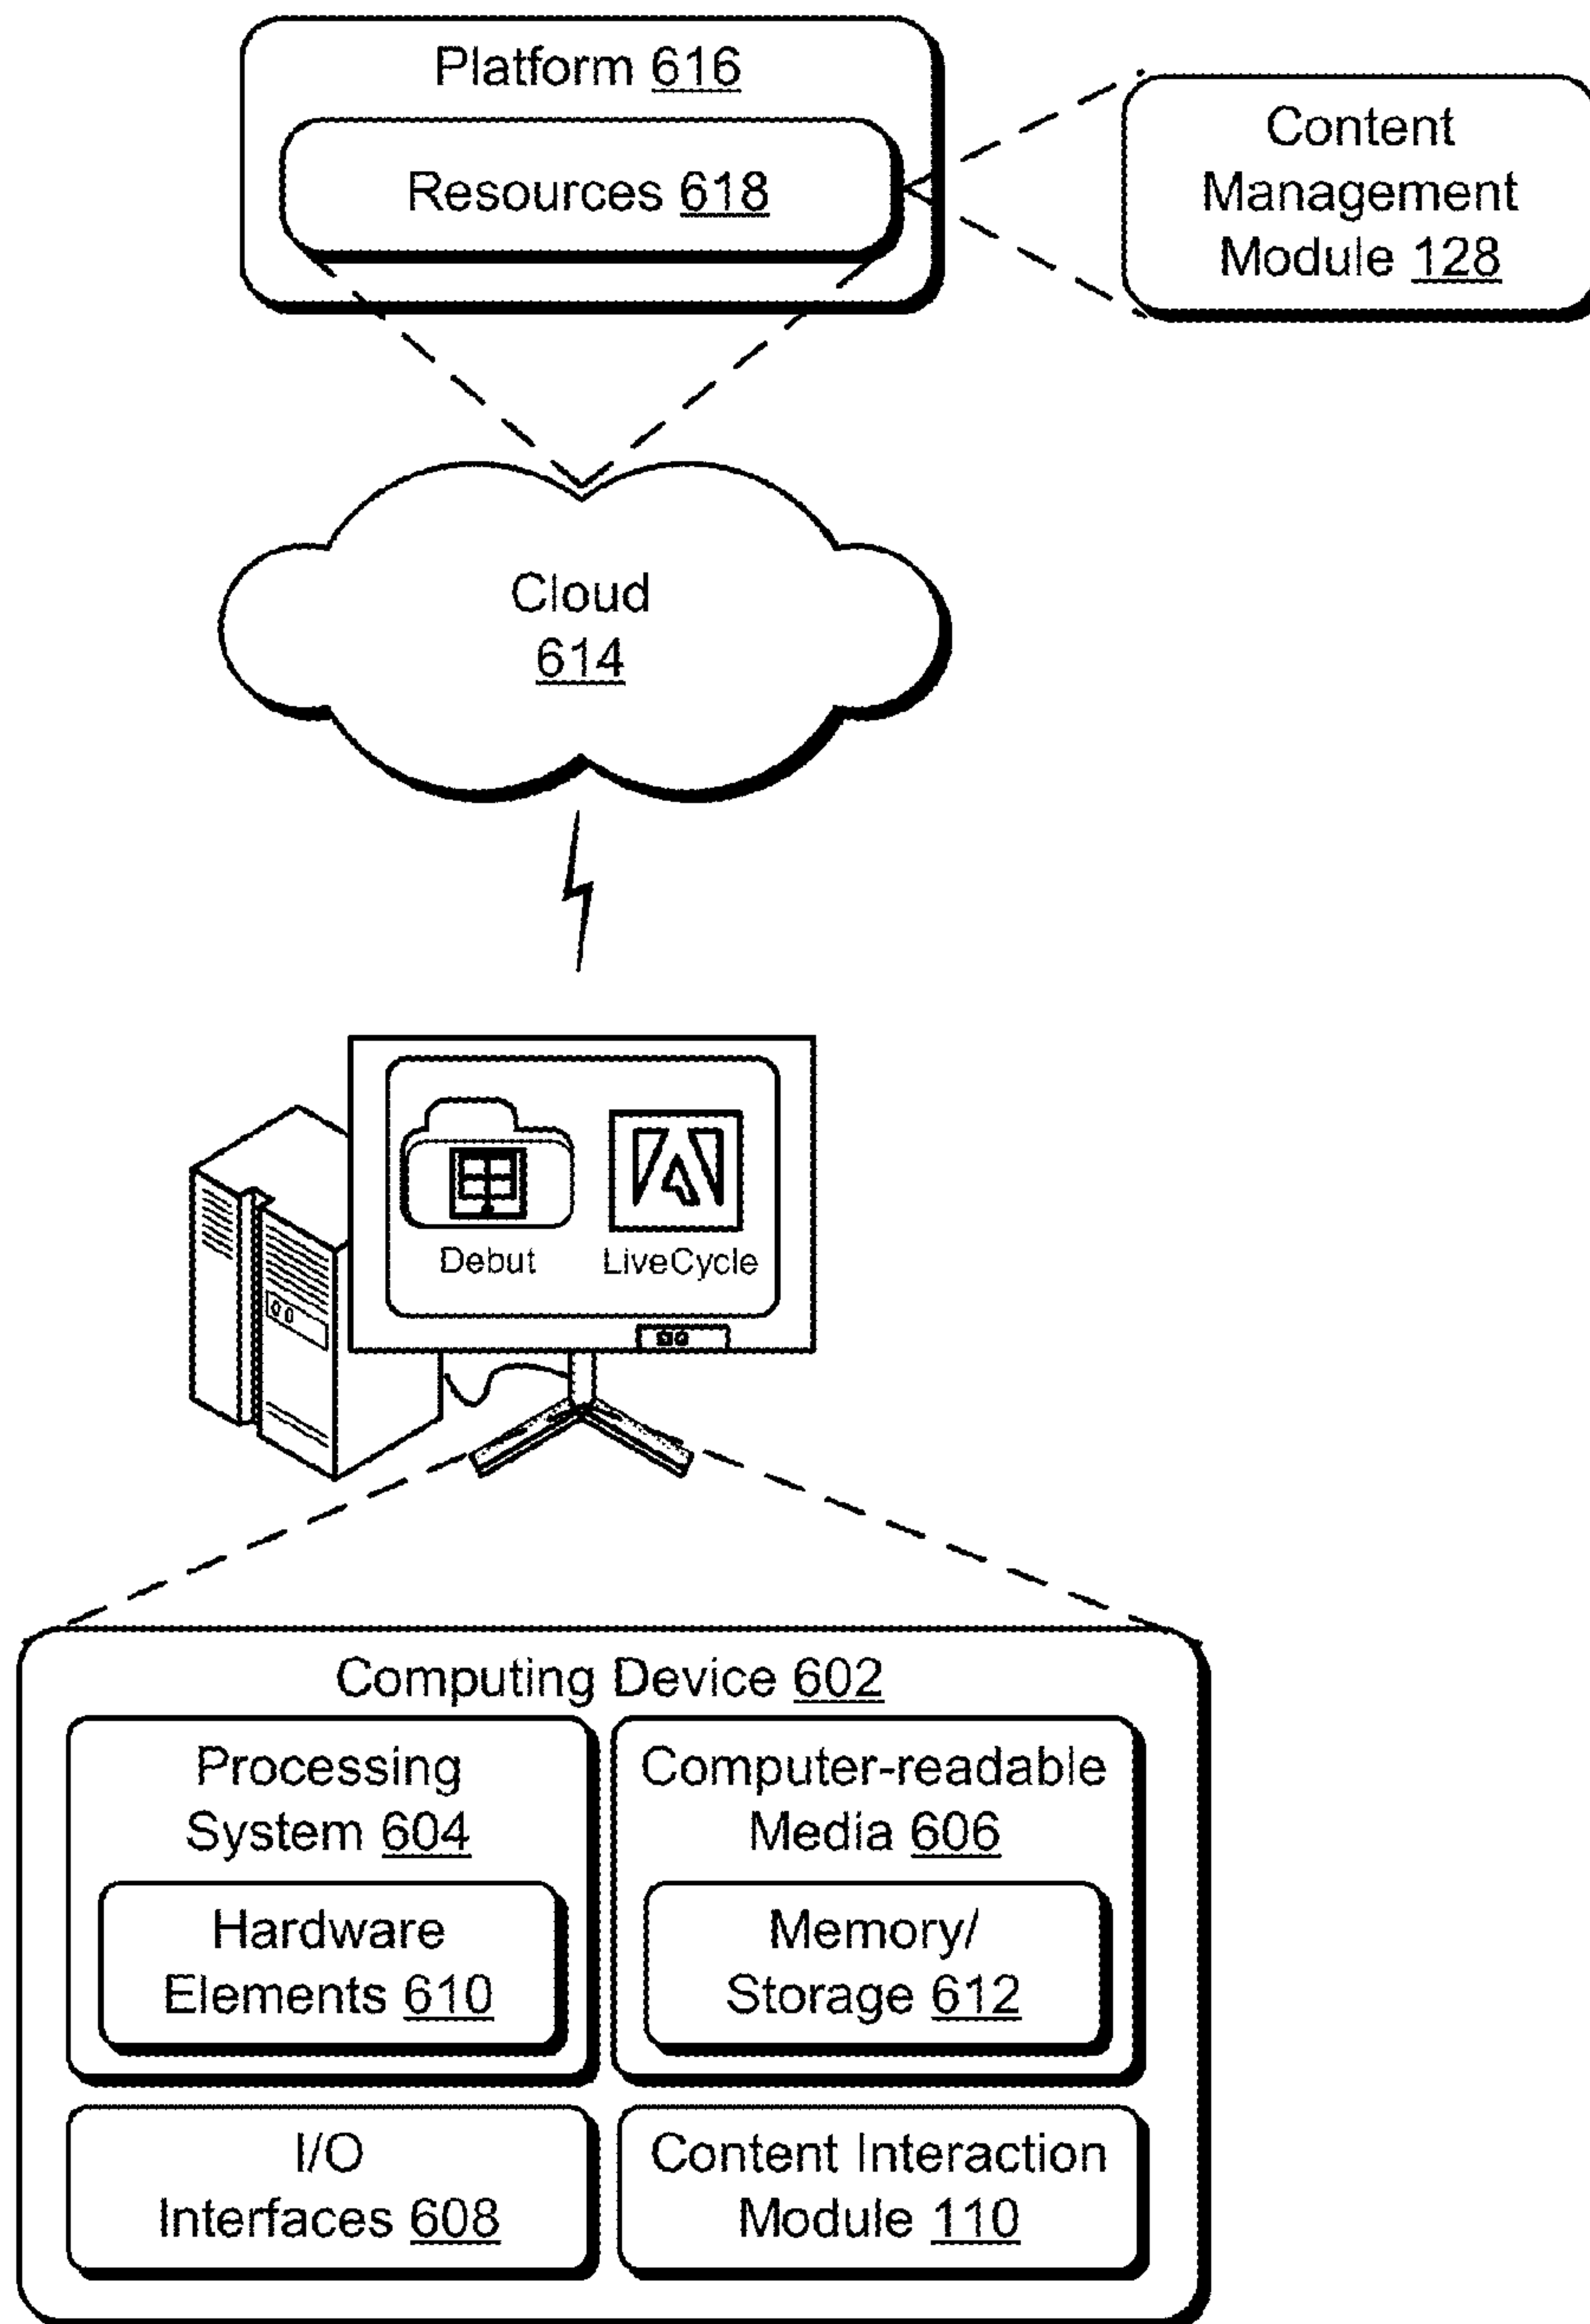 Platform 616
Resources 618
Content
Management
Module 128
Cloud
614
Debut
LiveCycle
Computing Device 602
Processing
System 604
Hardware
Elements 610
Computer-readable
Media 606
Memory/
Storage 612
I/O
Interfaces 608
Content Interaction
Module 110